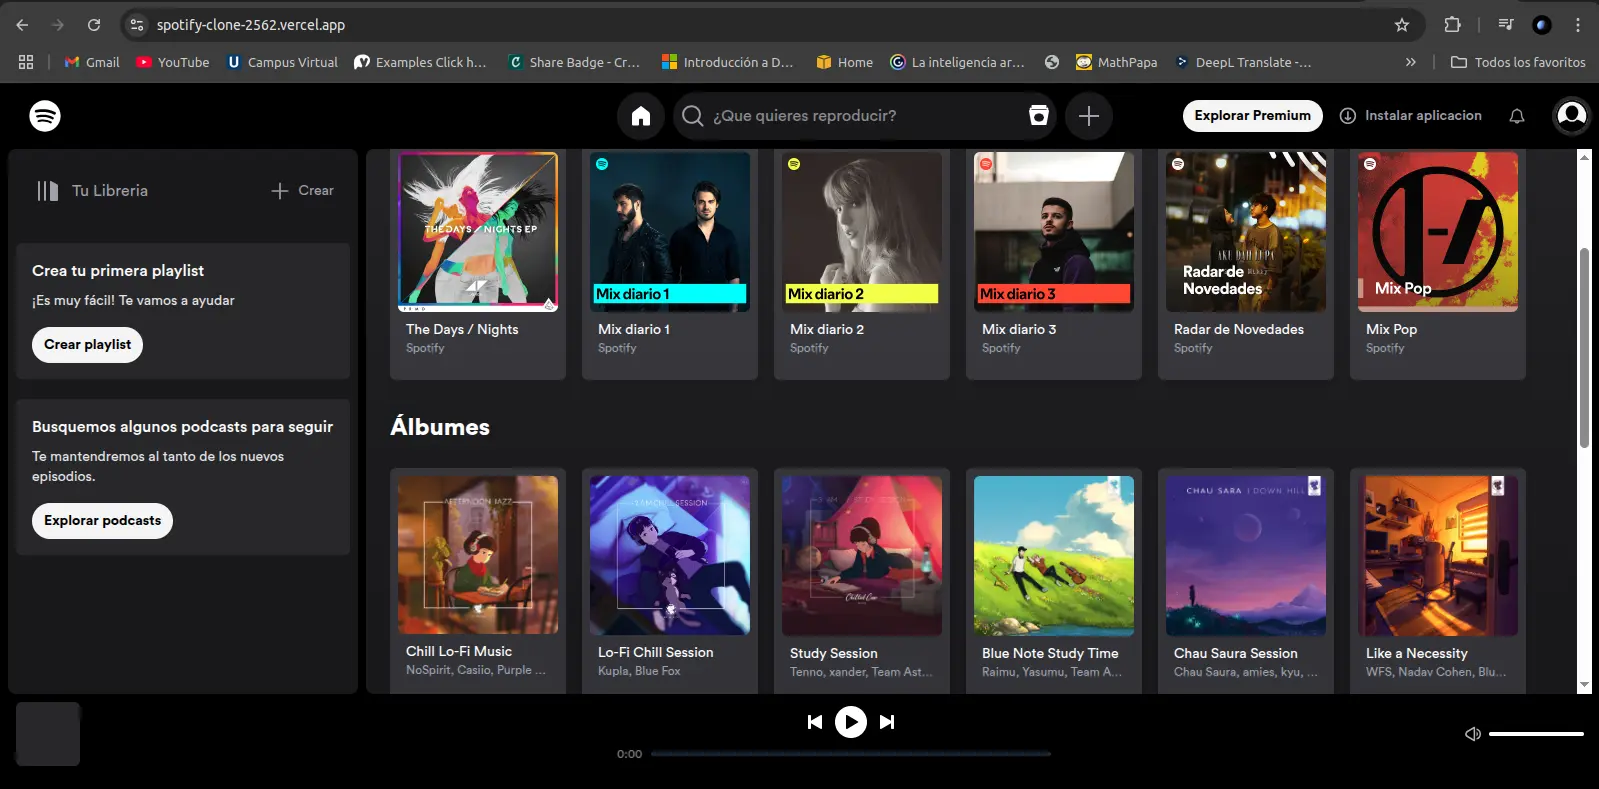 spotify-clone-2562.vercel.app
Gmail
YouTube
Campus Virtual
Examples Click h...
Share Badge - Cr...
Introducción a D...
Home
La inteligencia ar...
MathPapa
DeepL Translate -...
Todos los favoritos
¿Que quieres reproducir?
Explorar Premium
Instalar aplicacion
Tu Libreria
Crear
Crea tu primera playlist
¡Es muy fácil! Te vamos a ayudar
Crear playlist
Busquemos algunos podcasts para seguir
Te mantendremos al tanto de los nuevos
episodios.
Explorar podcasts
THE DAYS / NIGHTS EP
Mix diario 1
Mix diario 2
Mix diario 3
AKU DAH LUPA
Radar de
Novedades
Mix Pop
The Days / Nights
Spotify
Mix diario 1
Spotify
Mix diario 2
Spotify
Mix diario 3
Spotify
Radar de Novedades
Spotify
Mix Pop
Spotify
Álbumes
AFTERNOON JAZZ
CHAU SARA | DOWN HILL
Chill Lo-Fi Music
NoSpirit, Casiio, Purple ...
Lo-Fi Chill Session
Kupla, Blue Fox
Study Session
Tenno, xander, Team Ast...
Blue Note Study Time
Raimu, Yasumu, Team A...
Chau Saura Session
Chau Saura, amies, kyu, ...
Like a Necessity
WFS, Nadav Cohen, Blu...
0:00